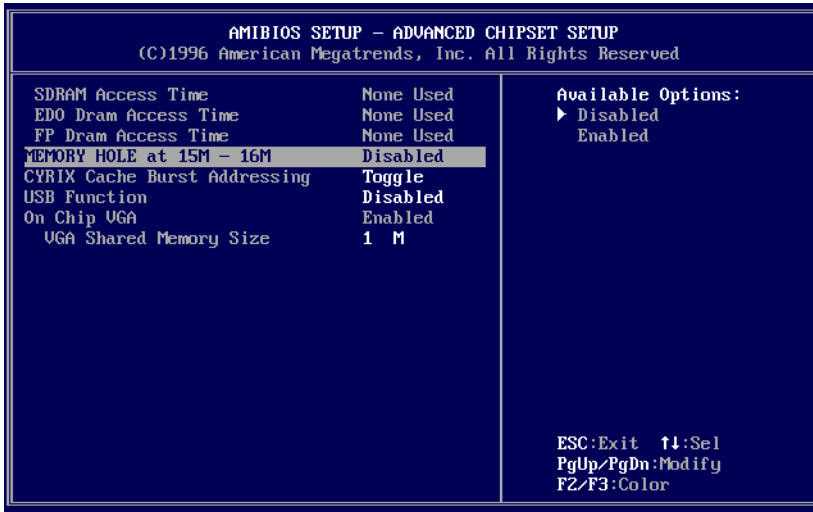 AMIBIOS SETUP – ADVANCED CHIPSET SETUP
(C)1996 American Megatrends, Inc. All Rights Reserved
SDRAM Access Time None Used
EDO Dram Access Time None Used
FP Dram Access Time None Used
MEMORY HOLE at 15M – 16M Disabled
CYRIX Cache Burst Addressing Toggle
USB Function Disabled
On Chip VGA Enabled
VGA Shared Memory Size 1 M
Available Options:
▶ Disabled
Enabled
ESC:Exit ↑↓:Sel
PgUp/PgDn:Modify
F2/F3:Color